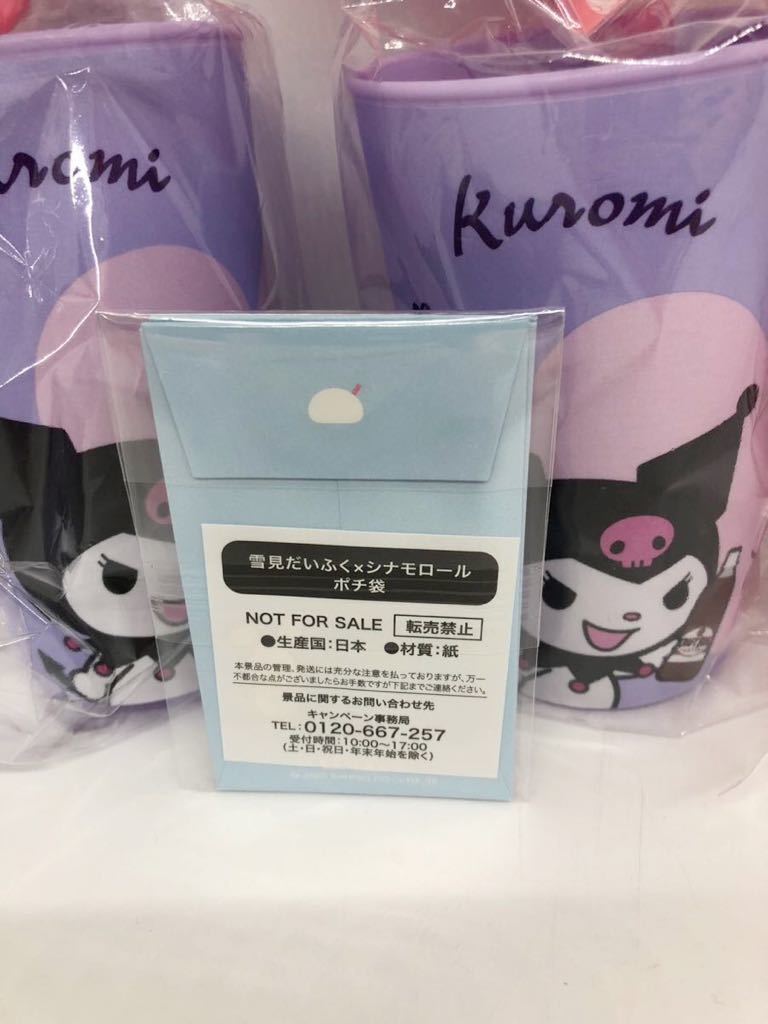 uromi
Kuromi
雪見だいふく×シナモロール
ポチ袋
NOT FOR SALE 転売禁止
●生産国:日本 ●材質:紙
本景品の管理、発送には充分な注意を払っておりますが、万一
不都合な点がございましたらお手数ですが下記までご連絡ください。
景品に関するお問い合わせ先
キャンペーン事務局
TEL:0120-667-257
受付時間:10:00〜17:00
(土・日・祝日・年末年始を除く)